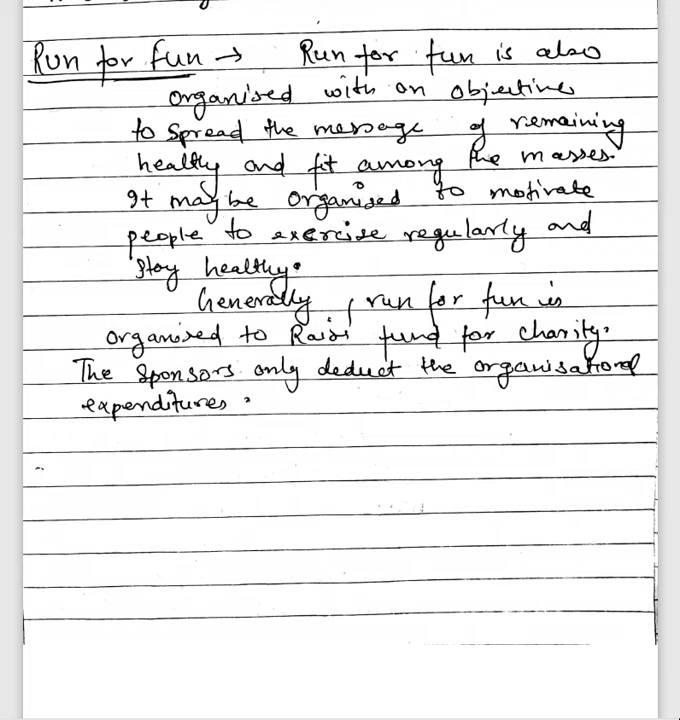 Run for fun → Run for fun is also
organised with an objective
to spread the message of remaining
healthy and fit among the masses.
It may be organised to motivate
people to exercise regularly and
stay healthy.
Generally, run for fun is
organised to Raise fund for charity.
The sponsors only deduct the organisational
expenditures.